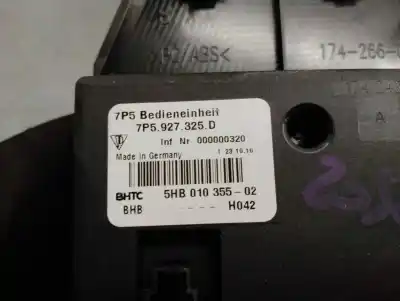 174-266-
7P5 Bedieneinheit
7P5.927.325.D
Inf Nr 000000320
Made in Germany
BHTC 5HB 010 355-02
BHB ---- H042
A